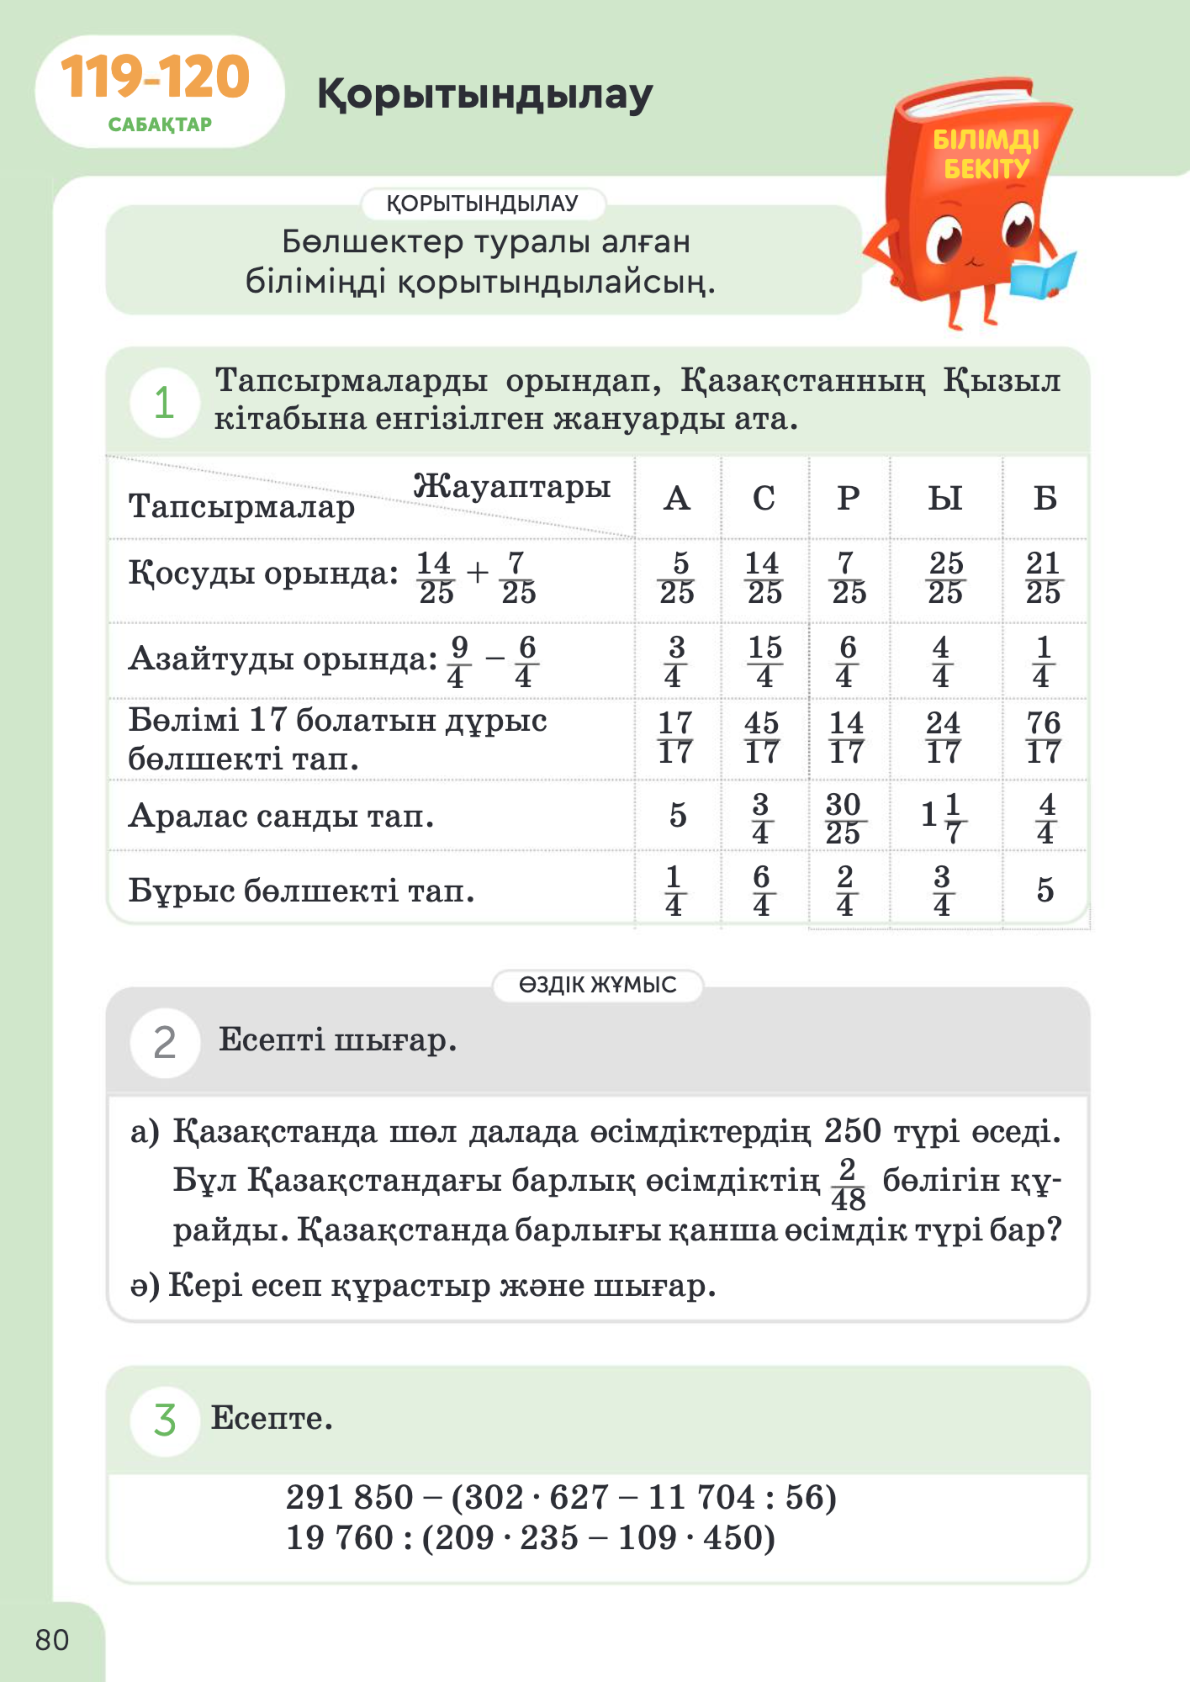 119-120
САБАҚТАР
Қорытындылау
БІЛІМДІ
БЕКІТУ
ҚОРЫТЫНДЫЛАУ
Бөлшектер туралы алған
біліміңді қорытындылайсың.
1 Тапсырмаларды орындап, Қазақстанның Қызыл
кітабына енгізілген жануарды ата.
Тапсырмалар Жауаптары А С Р Ы Б
Қосуды орында: 14/25 + 7/25 5/25 14/25 7/25 25/25 21/25
Азайтуды орында: 9/4 – 6/4 3/4 15/4 6/4 4/4 1/4
Бөлімі 17 болатын дұрыс
бөлшекті тап. 17/17 45/17 14/17 24/17 76/17
Аралас санды тап. 5 3/4 30/25 1 1/7 4/4
Бұрыс бөлшекті тап. 1/4 6/4 2/4 3/4 5
ӨЗДІК ЖҰМЫС
2 Есепті шығар.
а) Қазақстанда шөл далада өсімдіктердің 250 түрі өседі.
Бұл Қазақстандағы барлық өсімдіктің 2/48 бөлігін құ-
райды. Қазақстанда барлығы қанша өсімдік түрі бар?
ә) Кері есеп құрастыр және шығар.
3 Есепте.
291 850 – (302 · 627 – 11 704 : 56)
19 760 : (209 · 235 – 109 · 450)
80